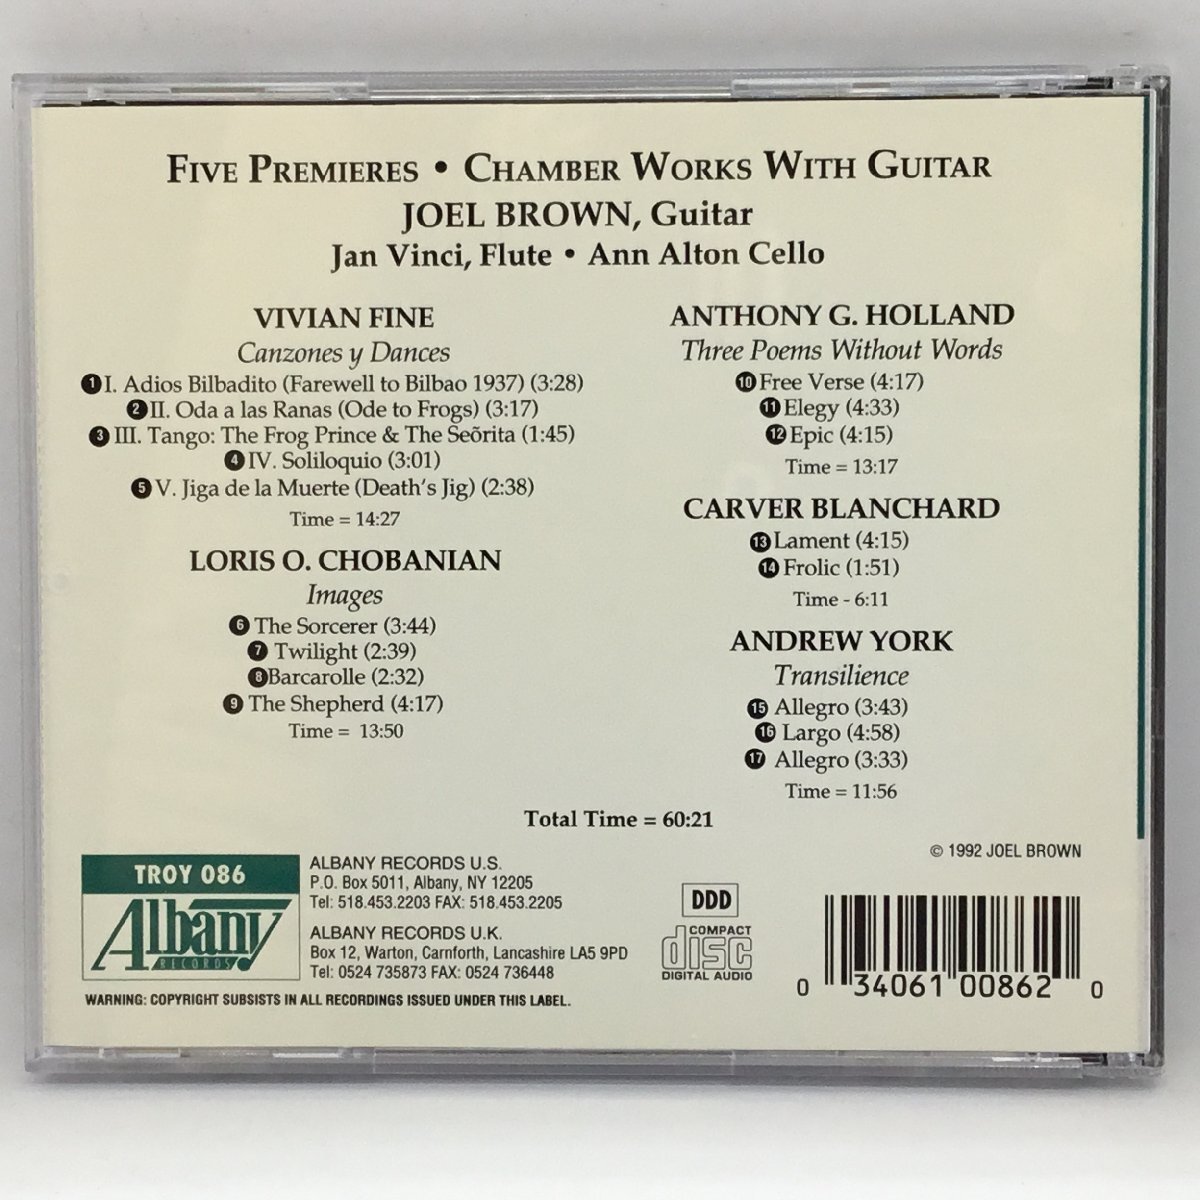 FIVE PREMIERES • CHAMBER WORKS WITH GUITAR
JOEL BROWN, Guitar
Jan Vinci, Flute • Ann Alton Cello
VIVIAN FINE
Canzones y Dances
1 I. Adios Bilbadito (Farewell to Bilbao 1937) (3:28)
2 II. Oda a las Ranas (Ode to Frogs) (3:17)
3 III. Tango: The Frog Prince & The Seõrita (1:45)
4 IV. Soliloquio (3:01)
5 V. Jiga de la Muerte (Death's Jig) (2:38)
Time = 14:27
LORIS O. CHOBANIAN
Images
6 The Sorcerer (3:44)
7 Twilight (2:39)
8 Barcarolle (2:32)
9 The Shepherd (4:17)
Time = 13:50
ANTHONY G. HOLLAND
Three Poems Without Words
10 Free Verse (4:17)
11 Elegy (4:33)
12 Epic (4:15)
Time = 13:17
CARVER BLANCHARD
13 Lament (4:15)
14 Frolic (1:51)
Time - 6:11
ANDREW YORK
Transilience
15 Allegro (3:43)
16 Largo (4:58)
17 Allegro (3:33)
Time = 11:56
Total Time = 60:21
© 1992 JOEL BROWN
TROY 086
Albany
RECORDS
ALBANY RECORDS U.S.
P.O. Box 5011, Albany, NY 12205
Tel: 518.453.2203 FAX: 518.453.2205
ALBANY RECORDS U.K.
Box 12, Warton, Carnforth, Lancashire LA5 9PD
Tel: 0524 735873 FAX: 0524 736448
WARNING: COPYRIGHT SUBSISTS IN ALL RECORDINGS ISSUED UNDER THIS LABEL.
DDD
COMPACT
disc
DIGITAL AUDIO
0 34061 00862 0